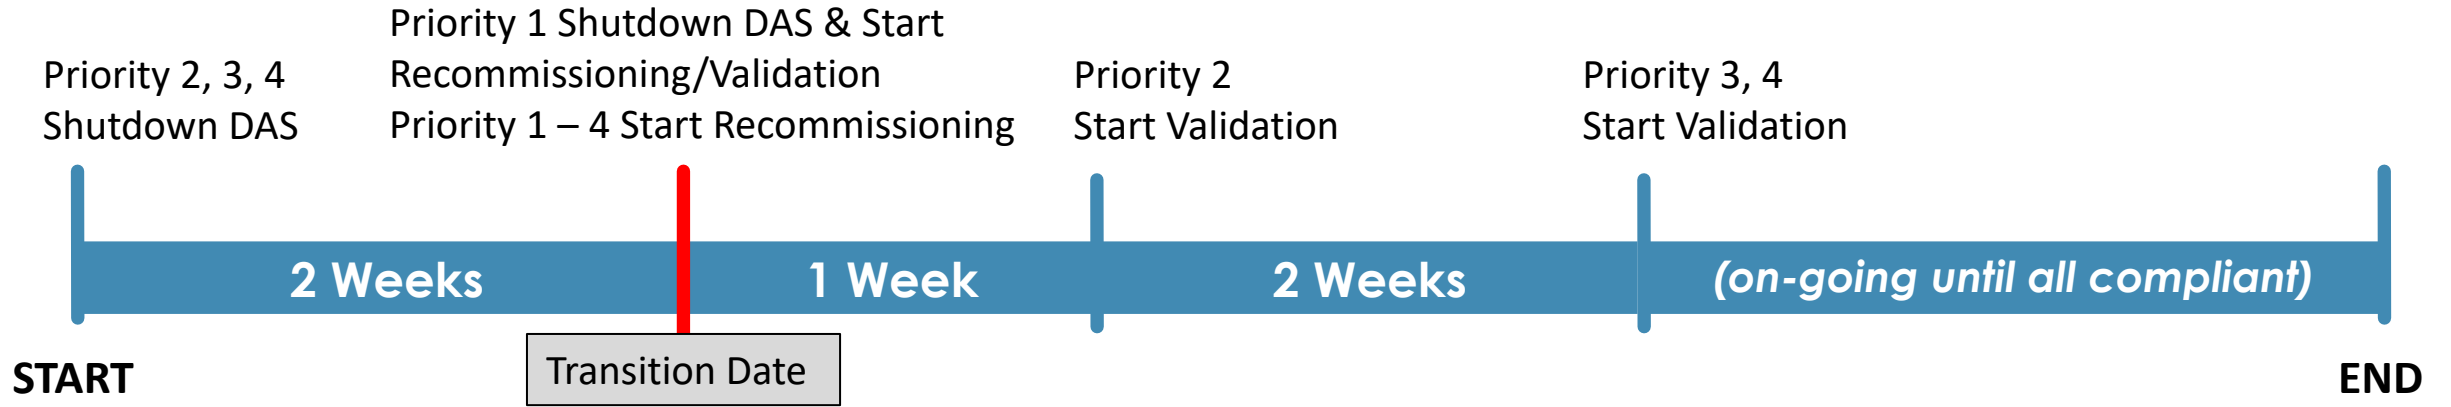 Priority 2, 3, 4
Shutdown DAS
Priority 1 Shutdown DAS & Start
Recommissioning/Validation
Priority 1 – 4 Start Recommissioning
Priority 2
Start Validation
Priority 3, 4
Start Validation
2 Weeks
1 Week
2 Weeks
(on-going until all compliant)
START
Transition Date
END